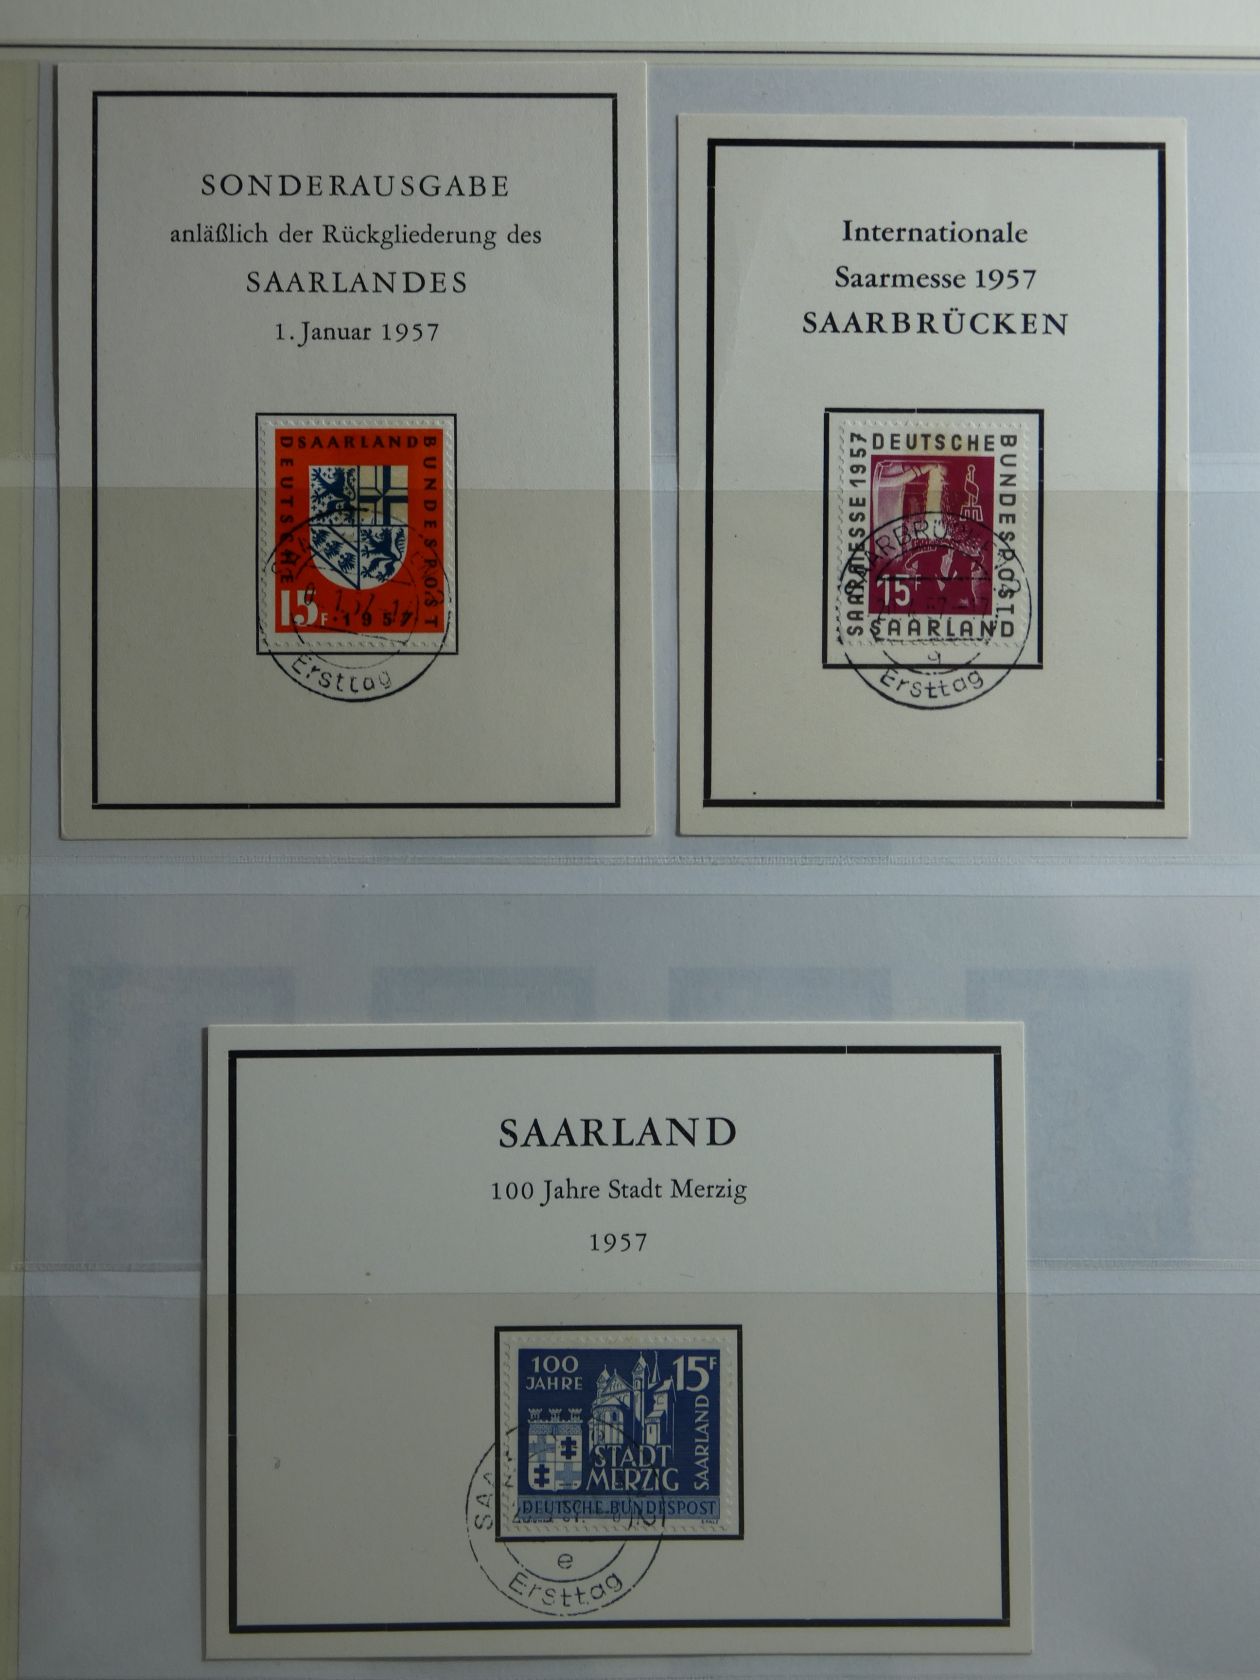 SONDERAUSGABE
anläßlich der Rückgliederung des
SAARLANDES
1. Januar 1957
SAARLAND
DEUTSCHE
BUNDESPOST
15F · 1957
Ersttag
Internationale
Saarmesse 1957
SAARBRÜCKEN
DEUTSCHE
BUNDESPOST
SAARMESSE 1957
15F
SAARLAND
SAARBRÜCKEN
g
Ersttag
SAARLAND
100 Jahre Stadt Merzig
1957
100
JAHRE
15F
SAARLAND
STADT
MERZIG
DEUTSCHE·BUNDESPOST
e
Ersttag